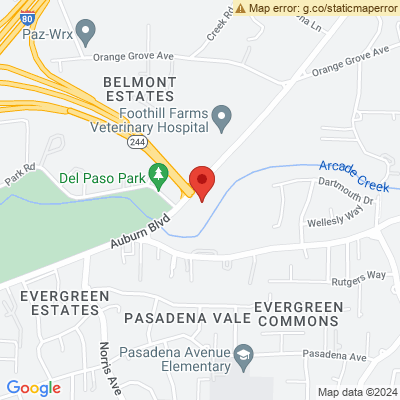 Map error: g.co/staticmaperror
80
Paz-Wrx
Creek Rd
na Ln
Orange Grove Ave
Orange Grove Ave
BELMONT
ESTATES
Foothill Farms
Veterinary Hospital
244
Park Rd
Del Paso Park
Arcade Creek
Dartmouth Dr
Wellesly Way
Auburn Blvd
Rutgers Way
EVERGREEN
ESTATES
PASADENA VALE
EVERGREEN
COMMONS
Norris Ave
Pasadena Avenue
Elementary
Pasadena Ave
Google
Map data ©2024